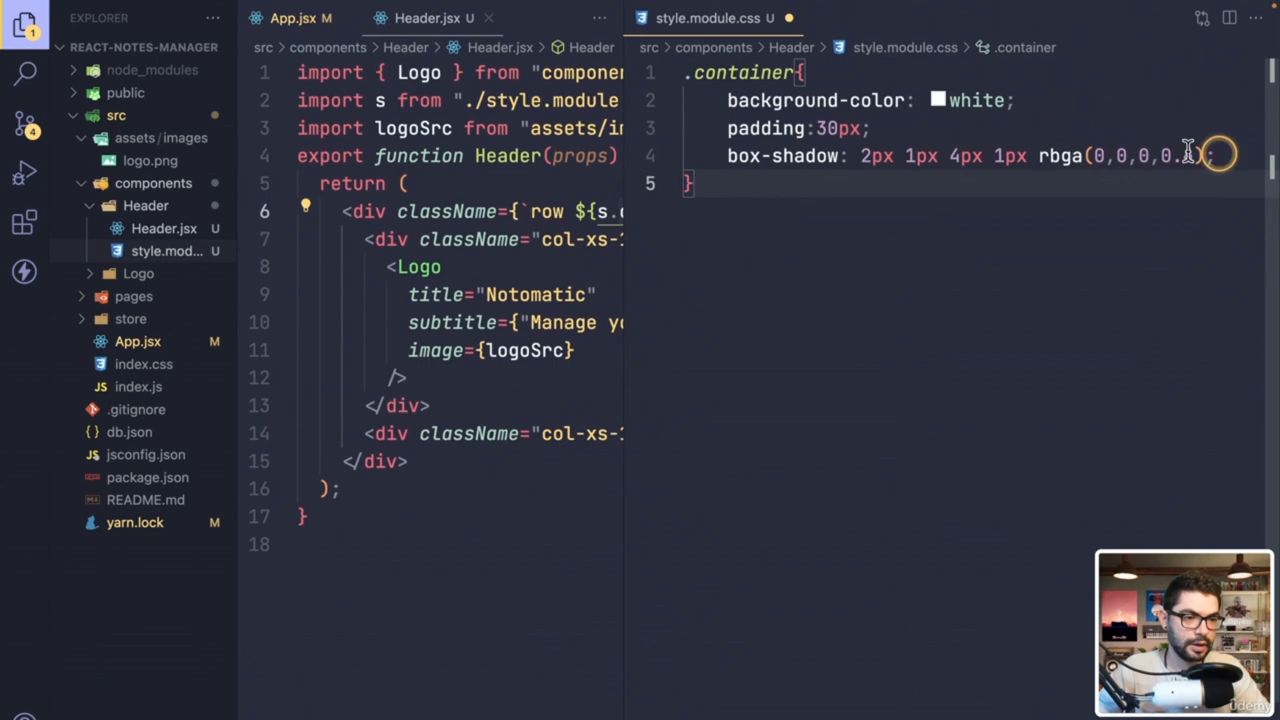 EXPLORER
REACT-NOTES-MANAGER
node_modules
public
src
assets/images
logo.png
components
Header
Header.jsx U
style.mod... U
Logo
pages
store
App.jsx M
index.css
JS index.js
.gitignore
{} db.json
jsconfig.json
package.json
README.md
yarn.lock M
1
4
App.jsx M
Header.jsx U
src > components > Header > Header.jsx > Header
1 import { Logo } from "compone
2 import s from "./style.module
3 import logoSrc from "assets/i
4 export function Header(props)
5 return (
6 <div className={`row ${s.c
7 <div className="col-xs-1
8 <Logo
9 title="Notomatic"
10 subtitle={"Manage yo
11 image={logoSrc}
12 />
13 </div>
14 <div className="col-xs-1
15 </div>
16 );
17 }
18
style.module.css U
src > components > Header > style.module.css > .container
1 .container{
2 background-color: white;
3 padding:30px;
4 box-shadow: 2px 1px 4px 1px rbga(0,0,0,0. );
5 }
Udemy